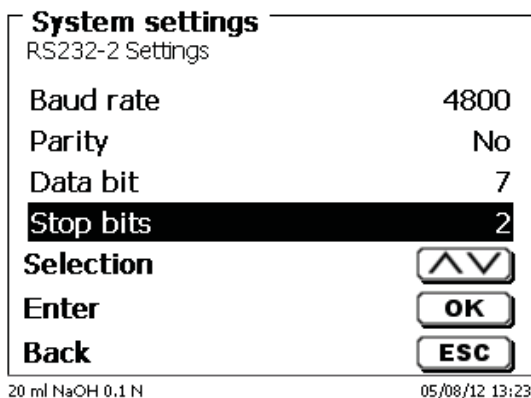 System settings
RS232-2 Settings
Baud rate 4800
Parity No
Data bit 7
Stop bits 2
Selection
Enter OK
Back ESC
20 ml NaOH 0.1 N 05/08/12 13:23